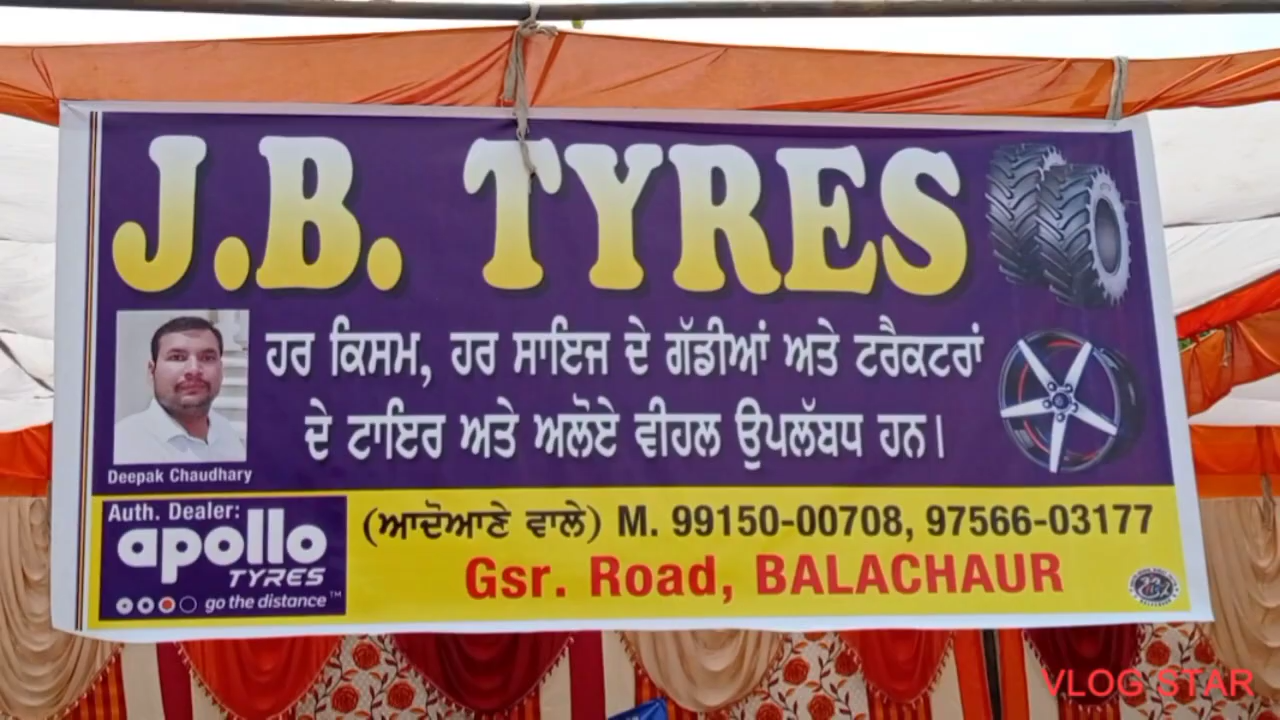 J.B. TYRES
ਹਰ ਕਿਸਮ, ਹਰ ਸਾਇਜ ਦੇ ਗੱਡੀਆਂ ਅਤੇ ਟਰੈਕਟਰਾਂ
ਦੇ ਟਾਇਰ ਅਤੇ ਅਲੋਏ ਵੀਹਲ ਉਪਲੱਬਧ ਹਨ।
Deepak Chaudhary
Auth. Dealer:
apollo
TYRES
go the distance™
(ਆਦੋਆਣੇ ਵਾਲੇ) M. 99150-00708, 97566-03177
Gsr. Road, BALACHAUR
VLOG STAR